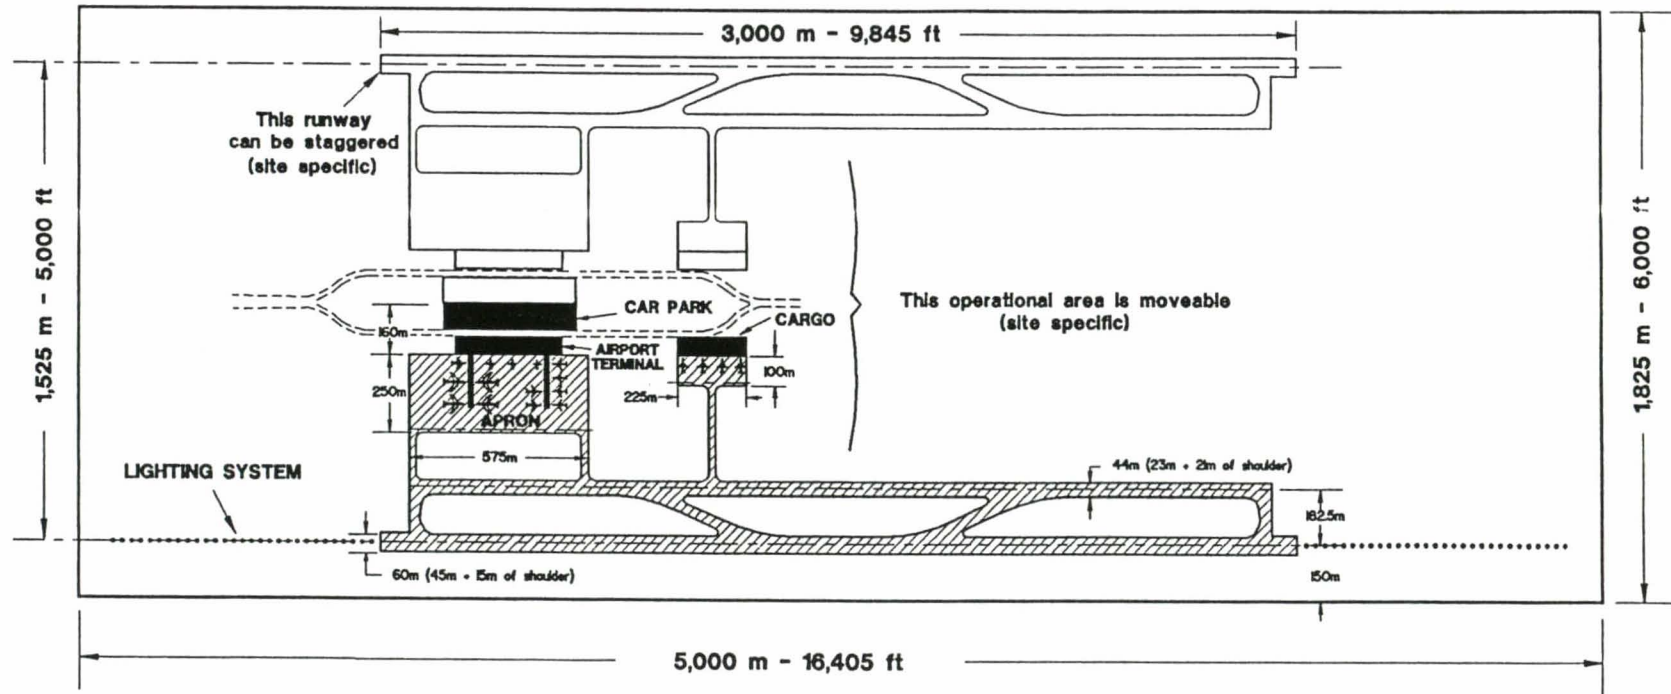 3,000 m - 9,845 ft
This runway
can be staggered
(site specific)
1,525 m - 5,000 ft
1,825 m - 6,000 ft
This operational area is moveable
(site specific)
CAR PARK
CARGO
160m
AIRPORT
TERMINAL
100m
250m
225m
APRON
575m
LIGHTING SYSTEM
44m (23m + 21m of shoulder)
182.5m
60m (45m + 15m of shoulder)
150m
5,000 m - 16,405 ft